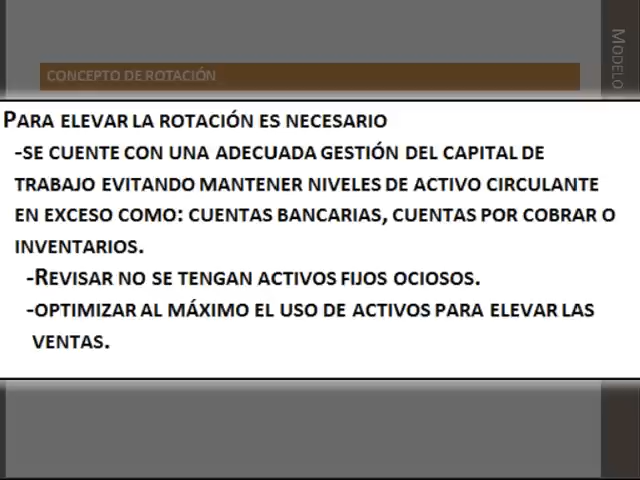 CONCEPTO DE ROTACIÓN
MODELO
PARA ELEVAR LA ROTACIÓN ES NECESARIO
-SE CUENTE CON UNA ADECUADA GESTIÓN DEL CAPITAL DE
TRABAJO EVITANDO MANTENER NIVELES DE ACTIVO CIRCULANTE
EN EXCESO COMO: CUENTAS BANCARIAS, CUENTAS POR COBRAR O
INVENTARIOS.
-REVISAR NO SE TENGAN ACTIVOS FIJOS OCIOSOS.
-OPTIMIZAR AL MÁXIMO EL USO DE ACTIVOS PARA ELEVAR LAS
VENTAS.